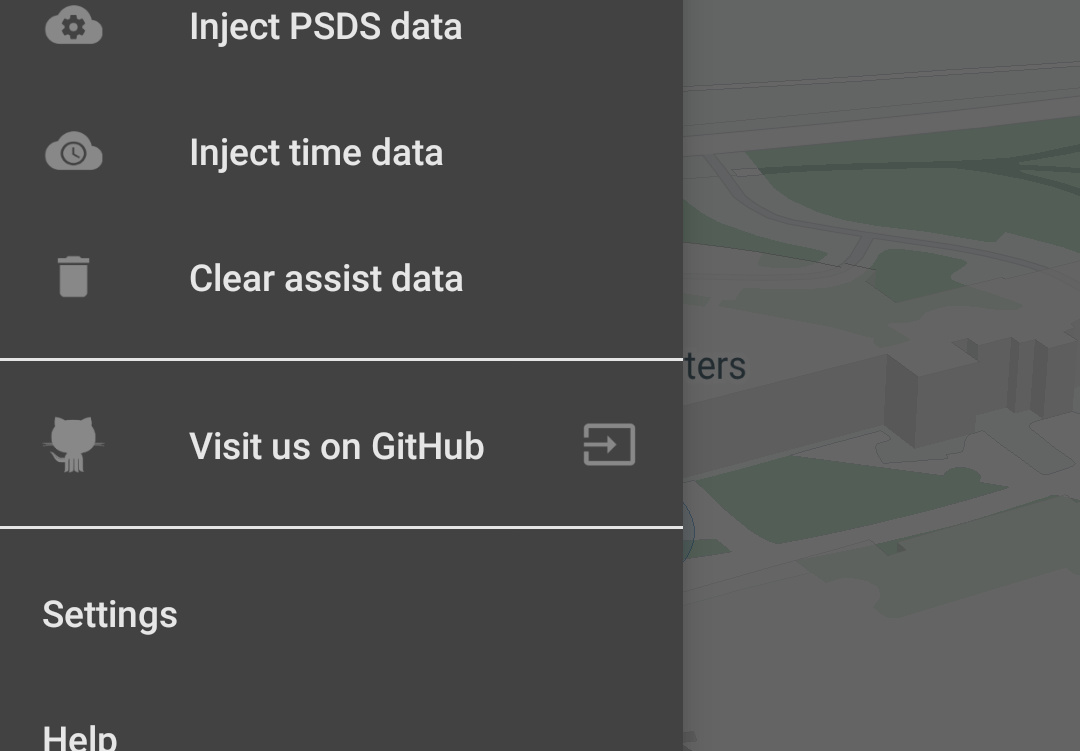 Inject PSDS data
Inject time data
Clear assist data
ters
Visit us on GitHub
Settings
Help